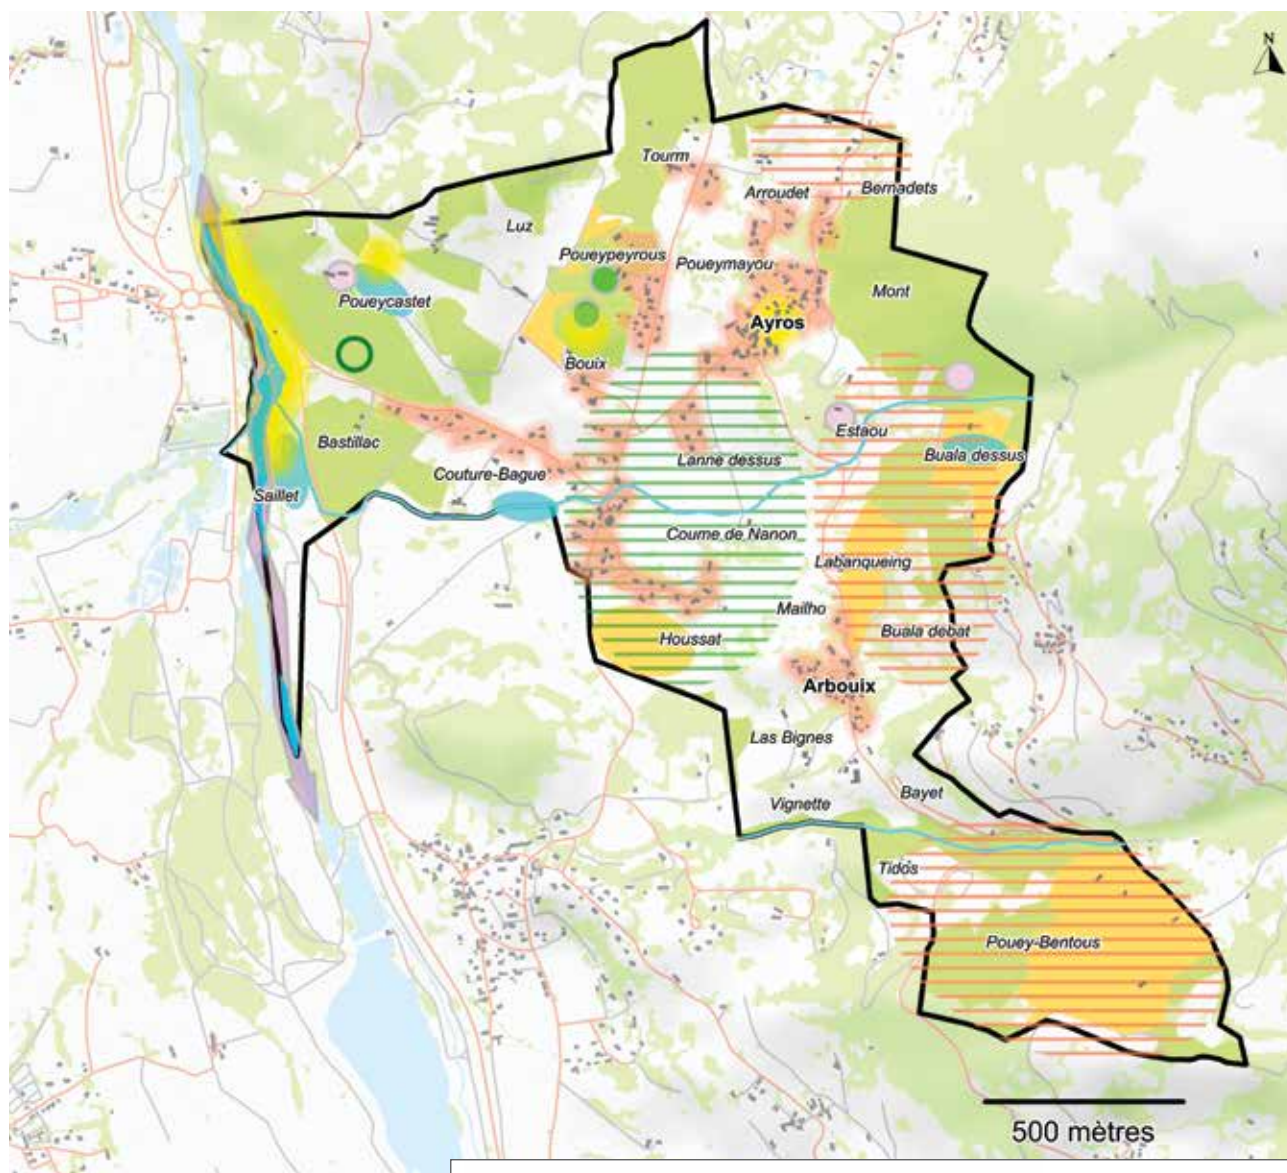 N
Tourm
Arroudet
Bernadets
Luz
Poueypeyrous
Poueymayou
Mont
Poueycastet
Ayros
Bouix
Bastillac
Estaou
Couture-Bague
Lanne dessus
Buala dessus
Saillet
Coume de Nanon
Labanqueing
Mailho
Houssat
Buala debat
Arbouix
Las Bignes
Bayet
Vignette
Tidos
Pouey-Bentous
500 mètres